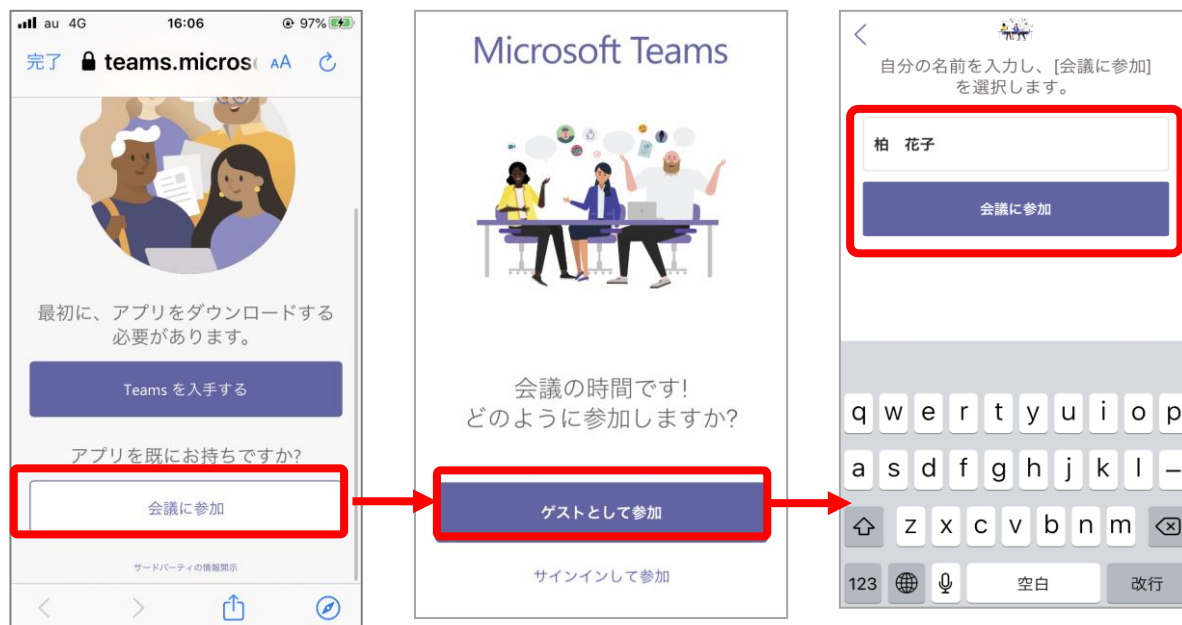 au 4G 16:06 97%
完了 teams.micros AA
最初に、アプリをダウンロードする
必要があります。
Teams を入手する
アプリを既にお持ちですか?
会議に参加
サードパーティの情報開示
Microsoft Teams
会議の時間です!
どのように参加しますか?
ゲストとして参加
サインインして参加
自分の名前を入力し、[会議に参加]
を選択します。
柏　花子
会議に参加
q w e r t y u i o p
a s d f g h j k l –
z x c v b n m
123 空白 改行